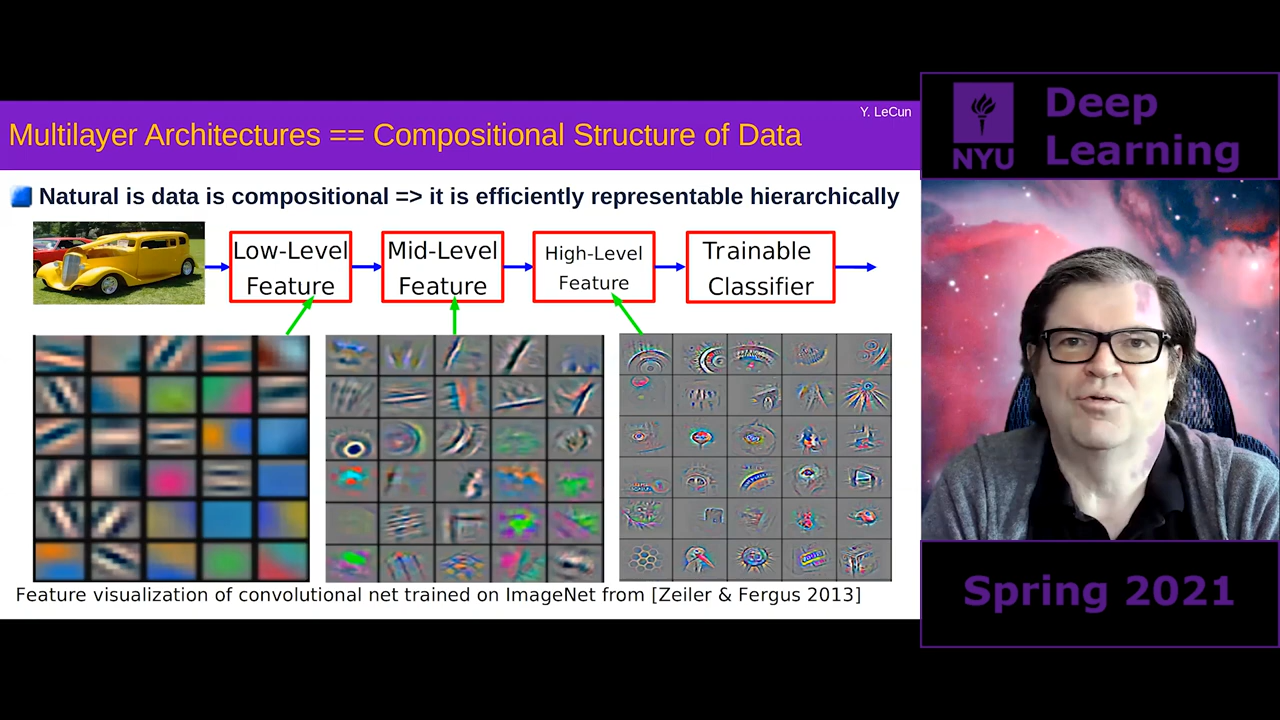 Y. LeCun
Multilayer Architectures == Compositional Structure of Data
Natural is data is compositional => it is efficiently representable hierarchically
Low-Level
Feature
Mid-Level
Feature
High-Level
Feature
Trainable
Classifier
Feature visualization of convolutional net trained on ImageNet from [Zeiler & Fergus 2013]
NYU
Deep
Learning
Spring 2021